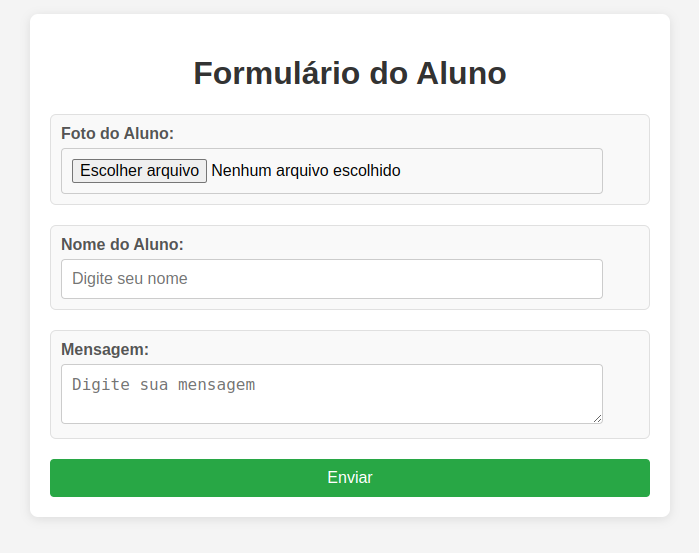 Formulário do Aluno
Foto do Aluno:
Escolher arquivo Nenhum arquivo escolhido
Nome do Aluno:
Digite seu nome
Mensagem:
Digite sua mensagem
Enviar